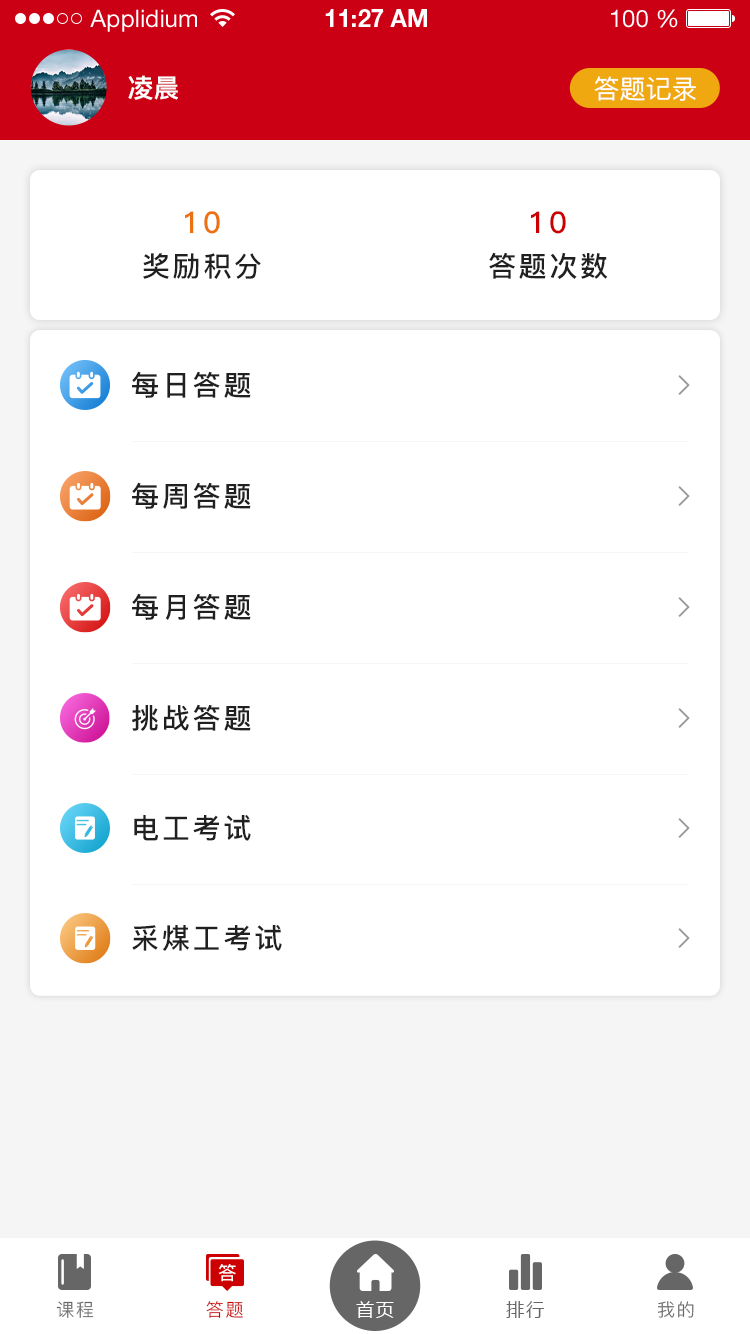 Applidium 11:27 AM 100 %
凌晨 答题记录
10 10
奖励积分 答题次数
每日答题
每周答题
每月答题
挑战答题
电工考试
采煤工考试
答
课程 答题 首页 排行 我的